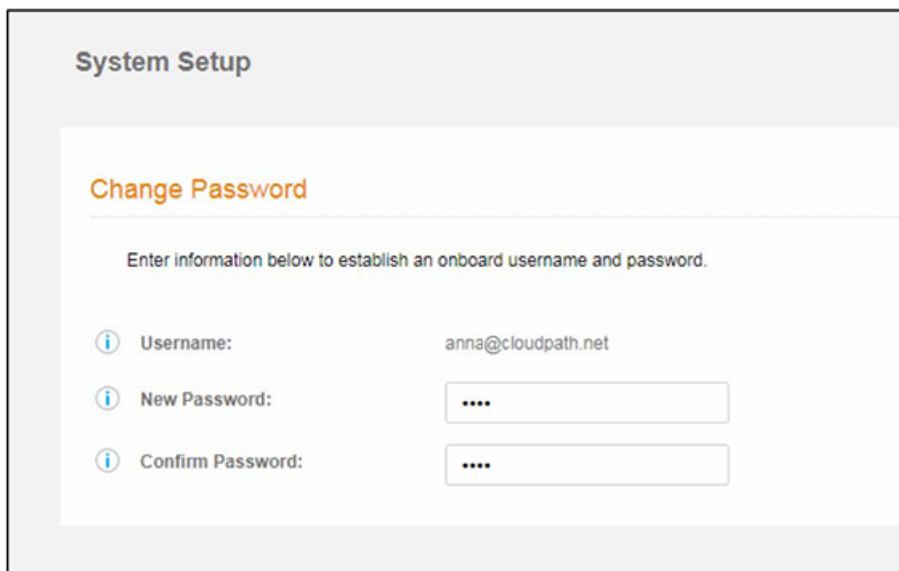 System Setup
Change Password
Enter information below to establish an onboard username and password.
Username: anna@cloudpath.net
New Password: ••••
Confirm Password: ••••